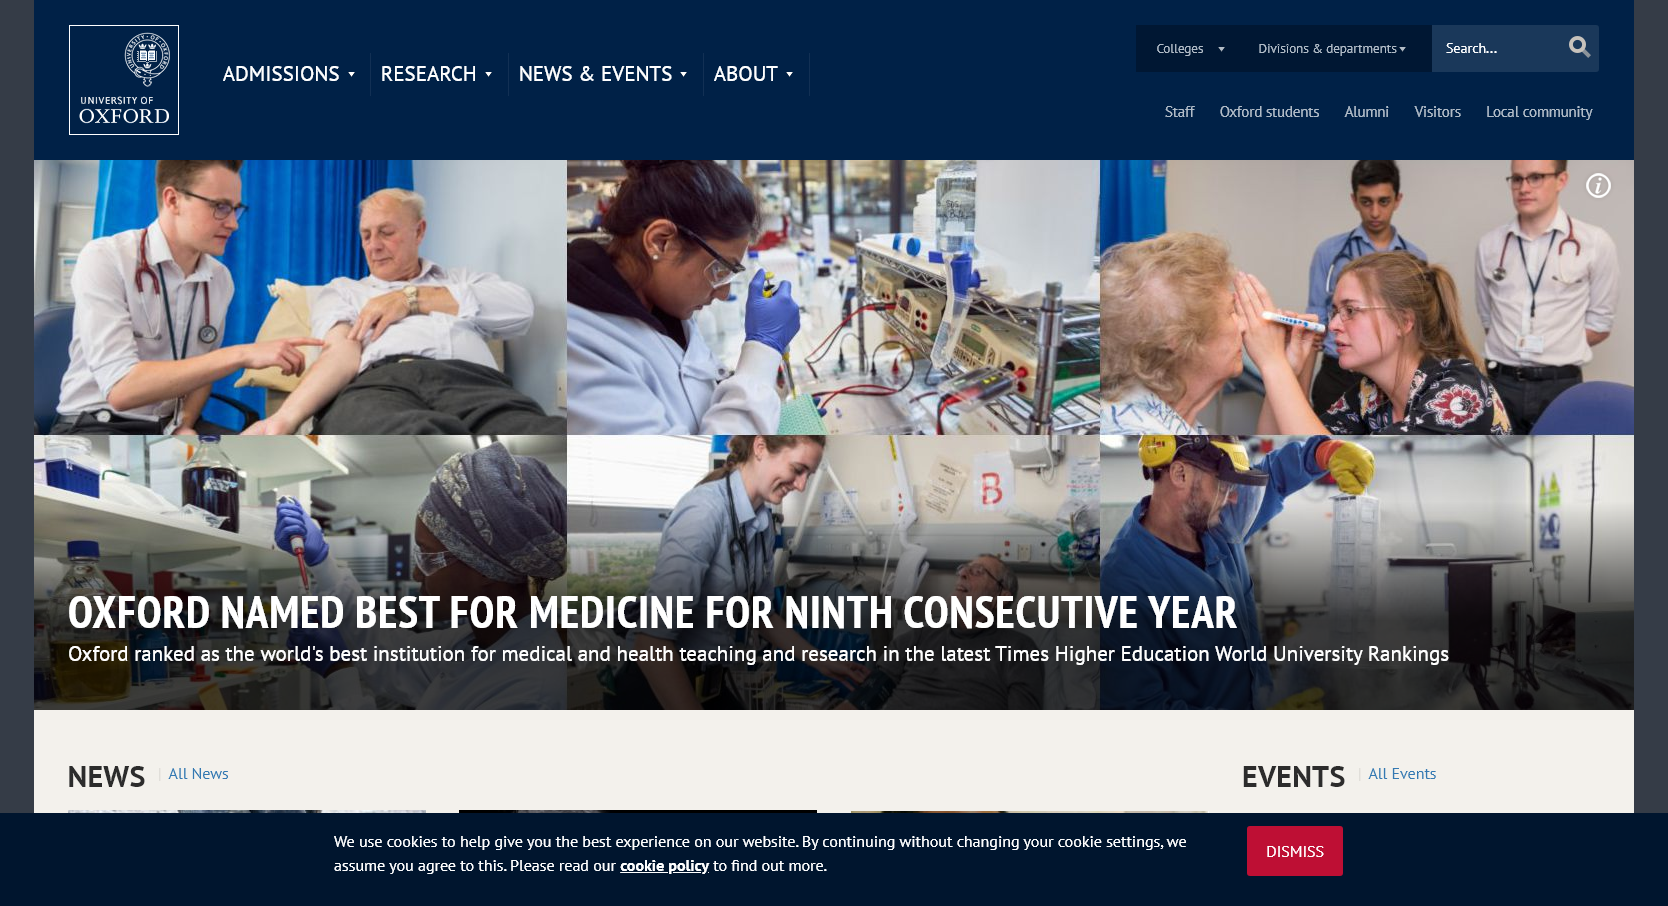 UNIVERSITY OF
OXFORD
ADMISSIONS
RESEARCH
NEWS & EVENTS
ABOUT
Colleges
Divisions & departments
Search...
Staff
Oxford students
Alumni
Visitors
Local community
B
OXFORD NAMED BEST FOR MEDICINE FOR NINTH CONSECUTIVE YEAR
Oxford ranked as the world's best institution for medical and health teaching and research in the latest Times Higher Education World University Rankings
NEWS
All News
EVENTS
All Events
We use cookies to help give you the best experience on our website. By continuing without changing your cookie settings, we
assume you agree to this. Please read our cookie policy to find out more.
DISMISS